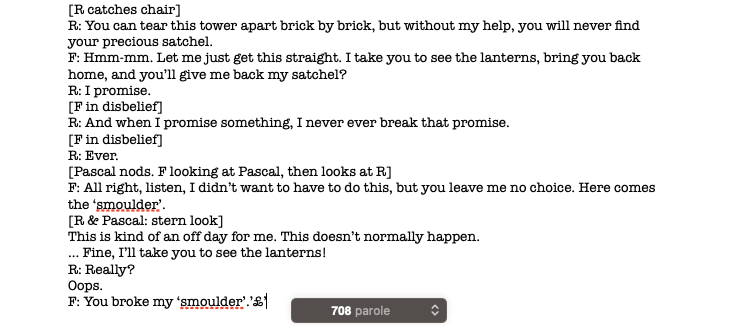 [R catches chair]
R: You can tear this tower apart brick by brick, but without my help, you will never find
your precious satchel.
F: Hmm-mm. Let me just get this straight. I take you to see the lanterns, bring you back
home, and you’ll give me back my satchel?
R: I promise.
[F in disbelief]
R: And when I promise something, I never ever break that promise.
[F in disbelief]
R: Ever.
[Pascal nods. F looking at Pascal, then looks at R]
F: All right, listen, I didn’t want to have to do this, but you leave me no choice. Here comes
the ‘smoulder’.
[R & Pascal: stern look]
This is kind of an off day for me. This doesn’t normally happen.
... Fine, I’ll take you to see the lanterns!
R: Really?
Oops.
F: You broke my ‘smoulder’.’&’
708 parole